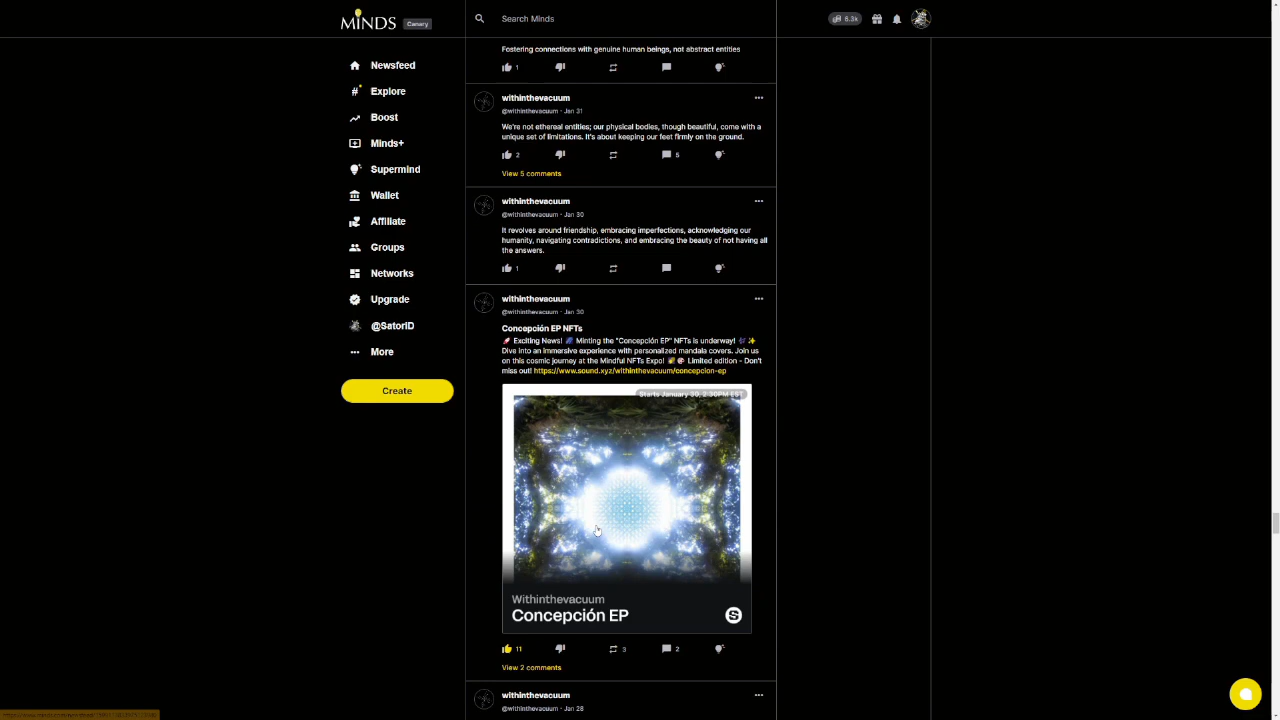 MINDS
Canary
Search Minds
6.3k
Newsfeed
Explore
Boost
Minds+
Supermind
Wallet
Affiliate
Groups
Networks
Upgrade
@SatoriD
More
Create
Fostering connections with genuine human beings, not abstract entities
1
withinthevacuum
@withinthevacuum · Jan 31
We're not ethereal entities; our physical bodies, though beautiful, come with a
unique set of limitations. It's about keeping our feet firmly on the ground.
2 5
View 5 comments
withinthevacuum
@withinthevacuum · Jan 30
It revolves around friendship, embracing imperfections, acknowledging our
humanity, navigating contradictions, and embracing the beauty of not having all
the answers.
1
withinthevacuum
@withinthevacuum · Jan 30
Concepción EP NFTs
🚀 Exciting News! 🌌 Minting the "Concepción EP" NFTs is underway! 🎶 ✨
Dive into an immersive experience with personalized mandala covers. Join us
on this cosmic journey at the Mindful NFTs Expo! Limited edition - Don't
miss out! https://www.sound.xyz/withinthevacuum/concepcion-ep
Starts January 30, 2:30PM EST
Withinthevacuum
Concepción EP
11 3 2
View 2 comments
withinthevacuum
@withinthevacuum · Jan 28